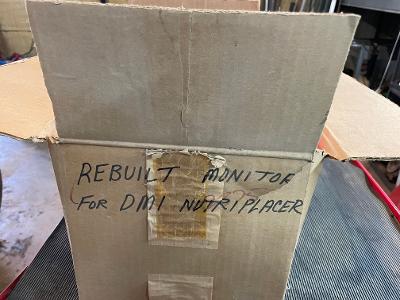 REBUILT MONITOR
FOR DMI NUTRIPLACER